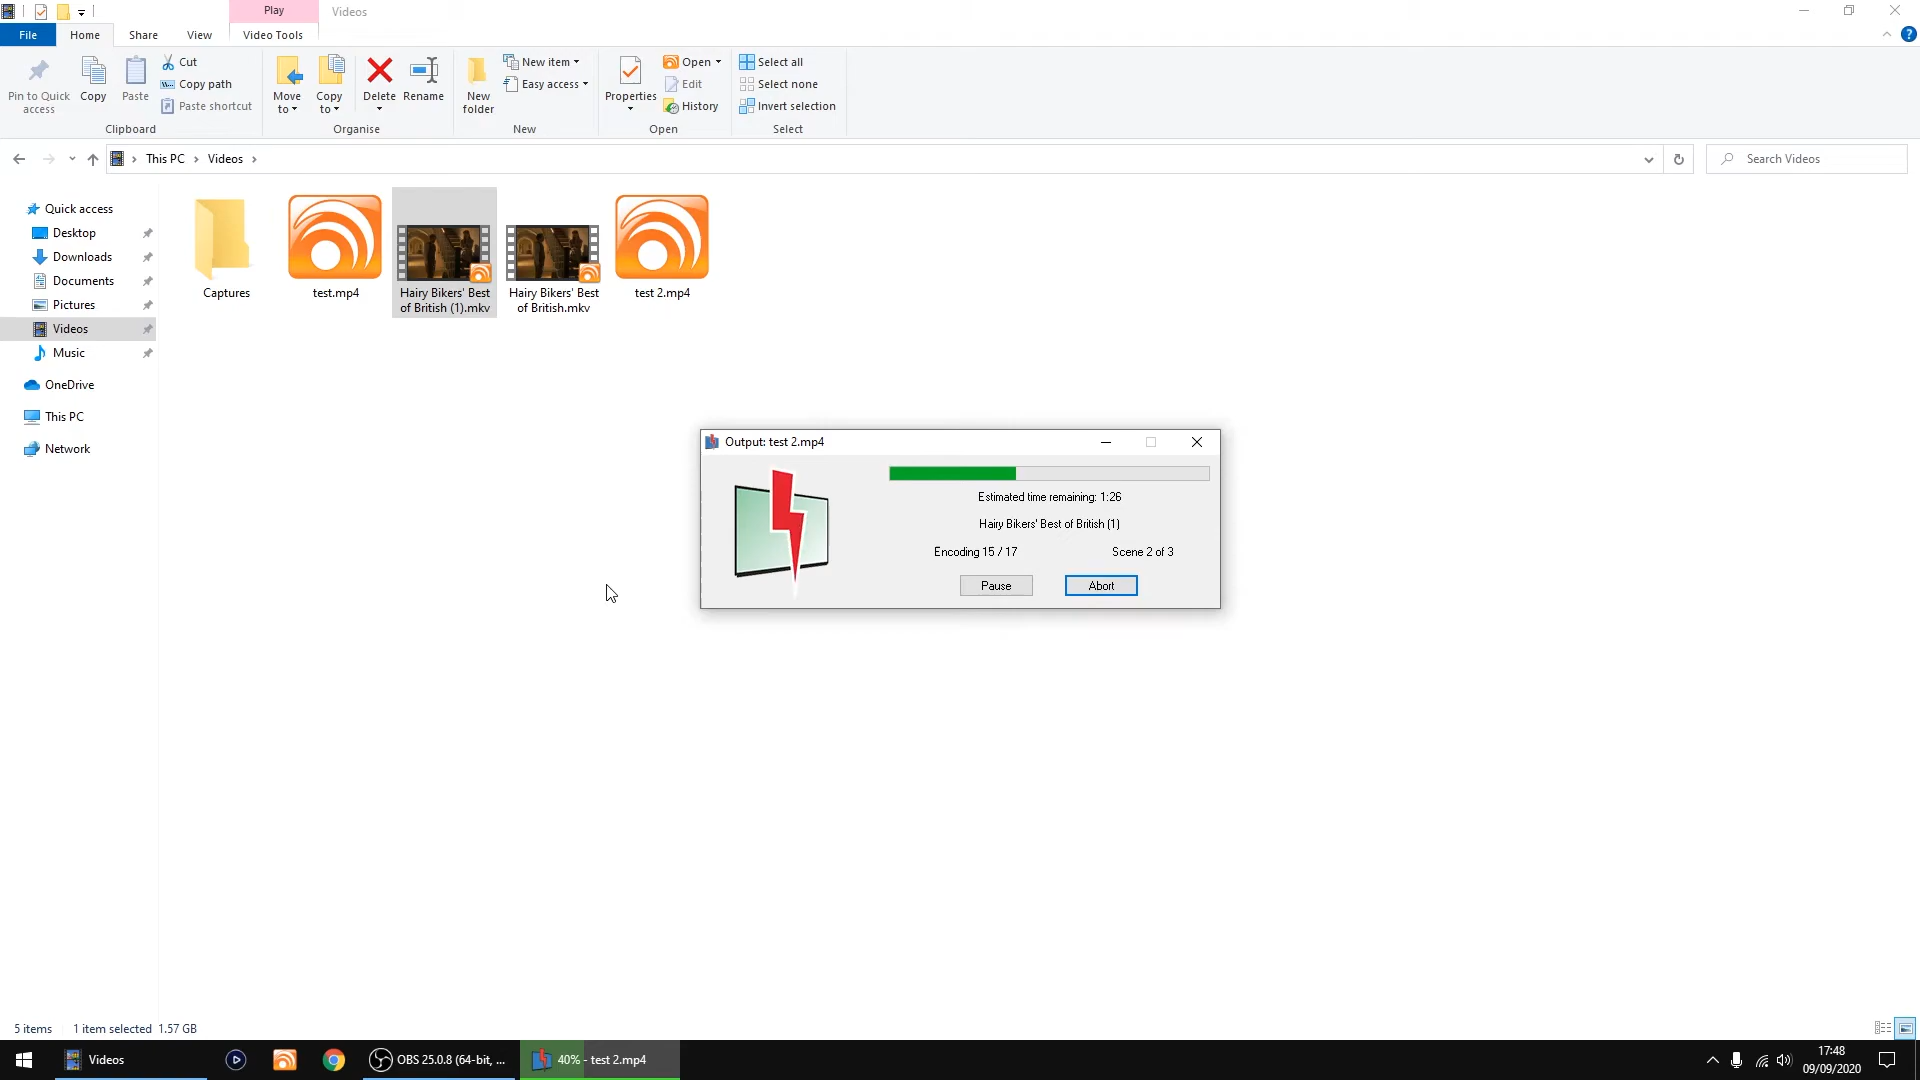 Play
Videos
File
Home
Share
View
Video Tools
Pin to Quick
access
Copy
Paste
Cut
Copy path
Paste shortcut
Clipboard
Move
to
Copy
to
Delete
Rename
Organise
New
folder
New item
Easy access
New
Properties
Open
Edit
History
Open
Select all
Select none
Invert selection
Select
This PC
Videos
Search Videos
Quick access
Desktop
Downloads
Documents
Pictures
Videos
Music
OneDrive
This PC
Network
Captures
test.mp4
Hairy Bikers' Best
of British (1).mkv
Hairy Bikers' Best
of British.mkv
test 2.mp4
Output: test 2.mp4
Estimated time remaining: 1:26
Hairy Bikers' Best of British (1)
Encoding 15 / 17
Scene 2 of 3
Pause
Abort
5 items
1 item selected 1.57 GB
Videos
OBS 25.0.8 (64-bit, ...
40% - test 2.mp4
17:48
09/09/2020